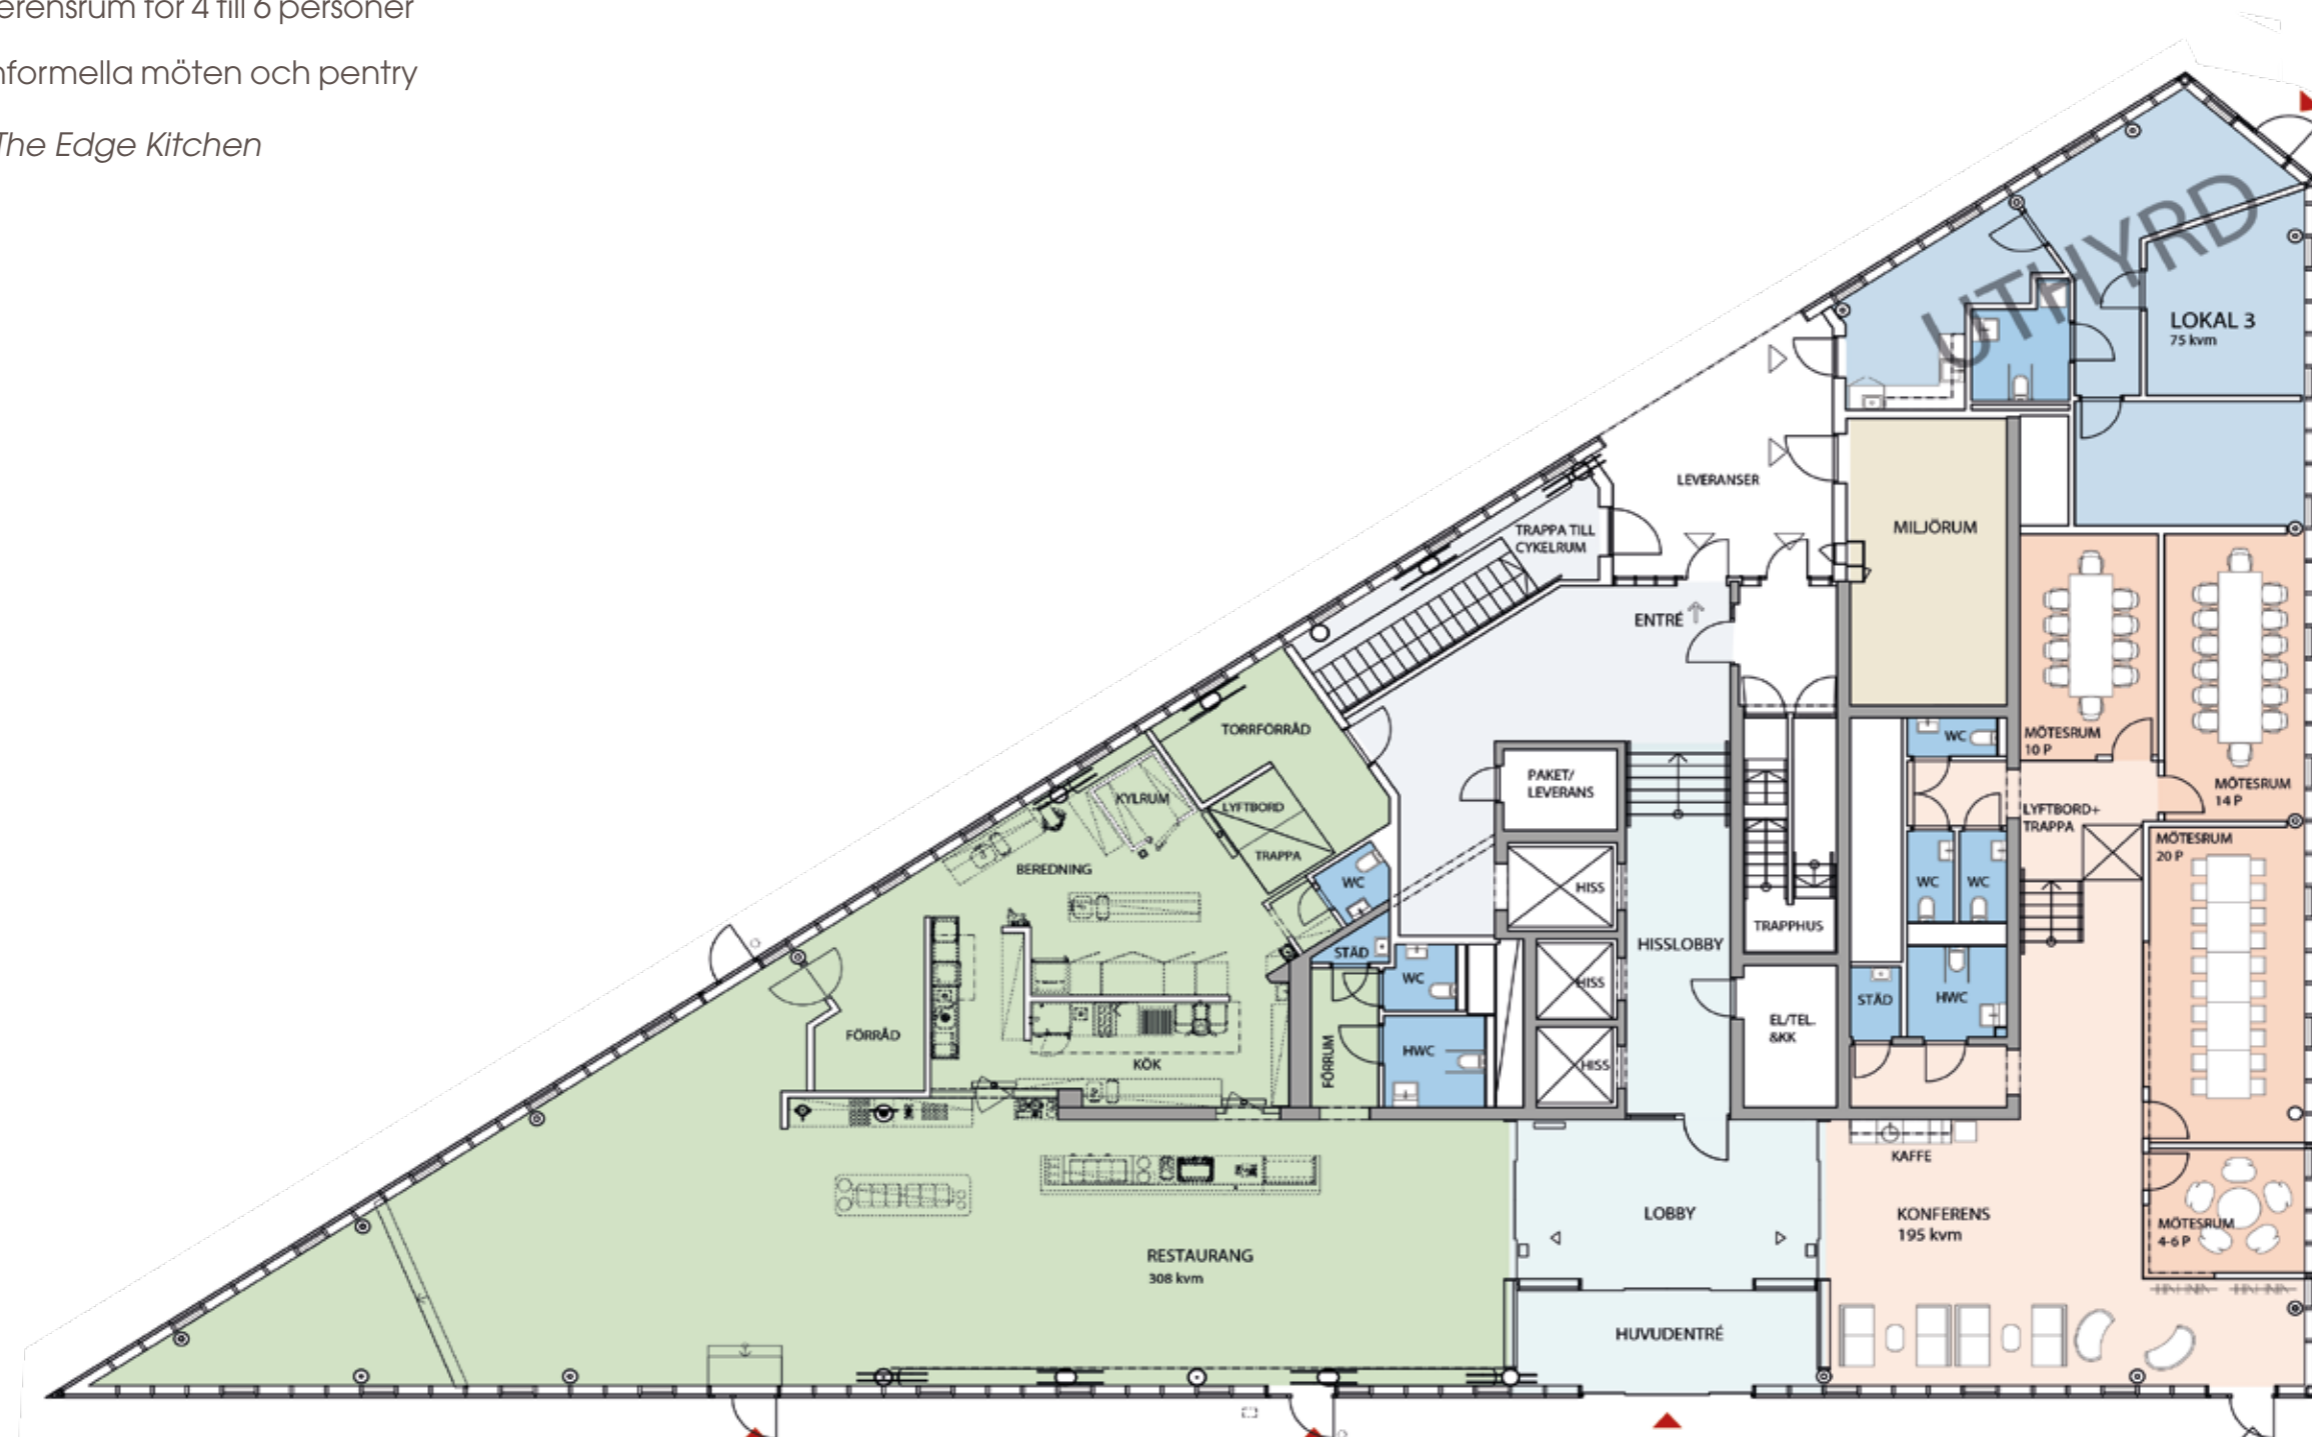 erensrum för 4 till 6 personer
nformella möten och pentry
The Edge Kitchen
UTHYRD
LOKAL 3
75 kvm
LEVERANSER
MILJÖRUM
TRAPPA TILL
CYKELRUM
ENTRÉ
TORRFÖRRÅD
KYLRUM
LYFTBORD
TRAPPA
BEREDNING
WC
STÄD
WC
HWC
FÖRRUM
FÖRRÅD
KÖK
PAKET/
LEVERANS
HISS
HISS
HISS
HISSLOBBY
TRAPPHUS
EL/TEL.
&KK
WC
WC
WC
STÄD
HWC
MÖTESRUM
10 P
MÖTESRUM
14 P
LYFTBORD+
TRAPPA
MÖTESRUM
20 P
KAFFE
MÖTESRUM
4-6 P
KONFERENS
195 kvm
LOBBY
RESTAURANG
308 kvm
HUVUDENTRÉ